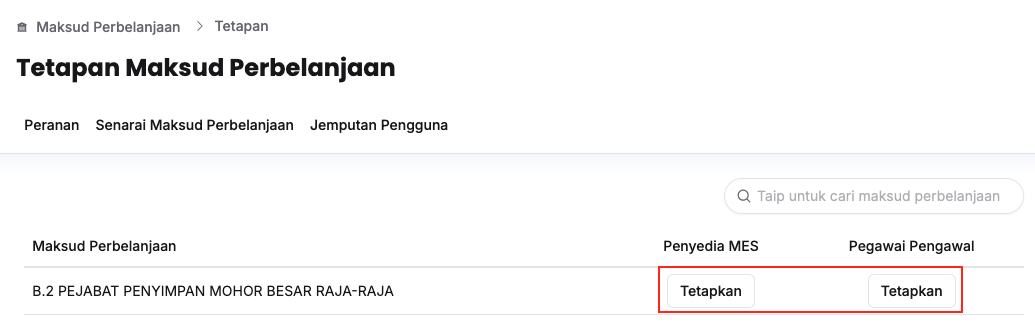 Maksud Perbelanjaan > Tetapan
Tetapan Maksud Perbelanjaan
Peranan Senarai Maksud Perbelanjaan Jemputan Pengguna
Taip untuk cari maksud perbelanjaan
Maksud Perbelanjaan Penyedia MES Pegawai Pengawal
B.2 PEJABAT PENYIMPAN MOHOR BESAR RAJA-RAJA Tetapkan Tetapkan